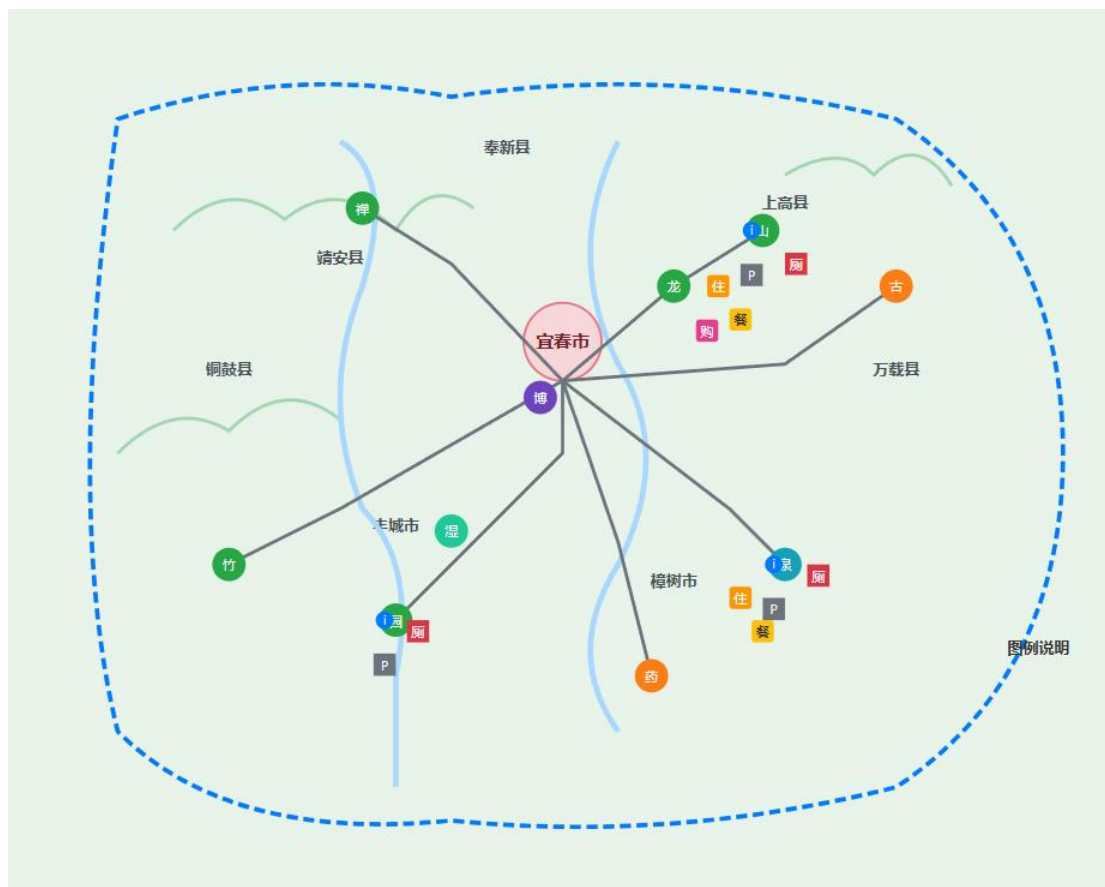 奉新县
上高县
禅
i
山
靖安县
厕
P
龙
住
古
购
餐
宜春市
铜鼓县
万载县
博
丰城市
湿
竹
i
泉
厕
樟树市
住
P
餐
i
园
厕
图例说明
P
药